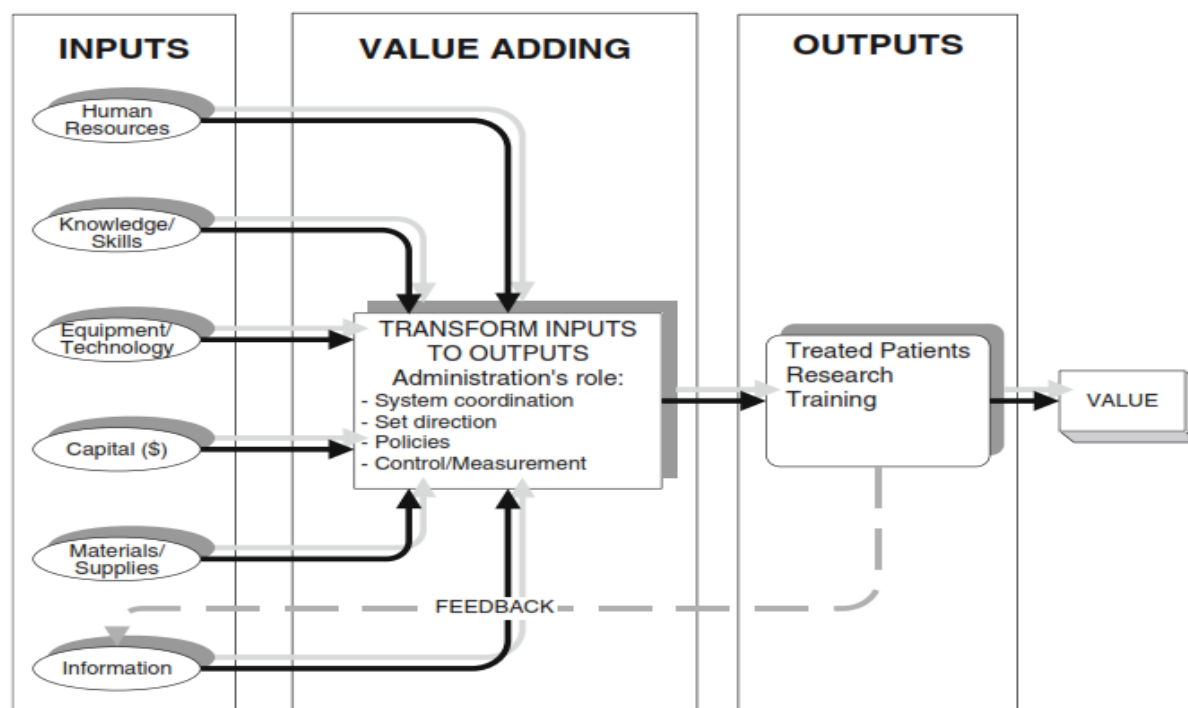 INPUTS
Human
Resources
Knowledge/
Skills
Equipment/
Technology
Capital ($)
Materials/
Supplies
Information
VALUE ADDING
TRANSFORM INPUTS
TO OUTPUTS
Administration's role:
- System coordination
- Set direction
- Policies
- Control/Measurement
FEEDBACK
OUTPUTS
Treated Patients
Research
Training
VALUE